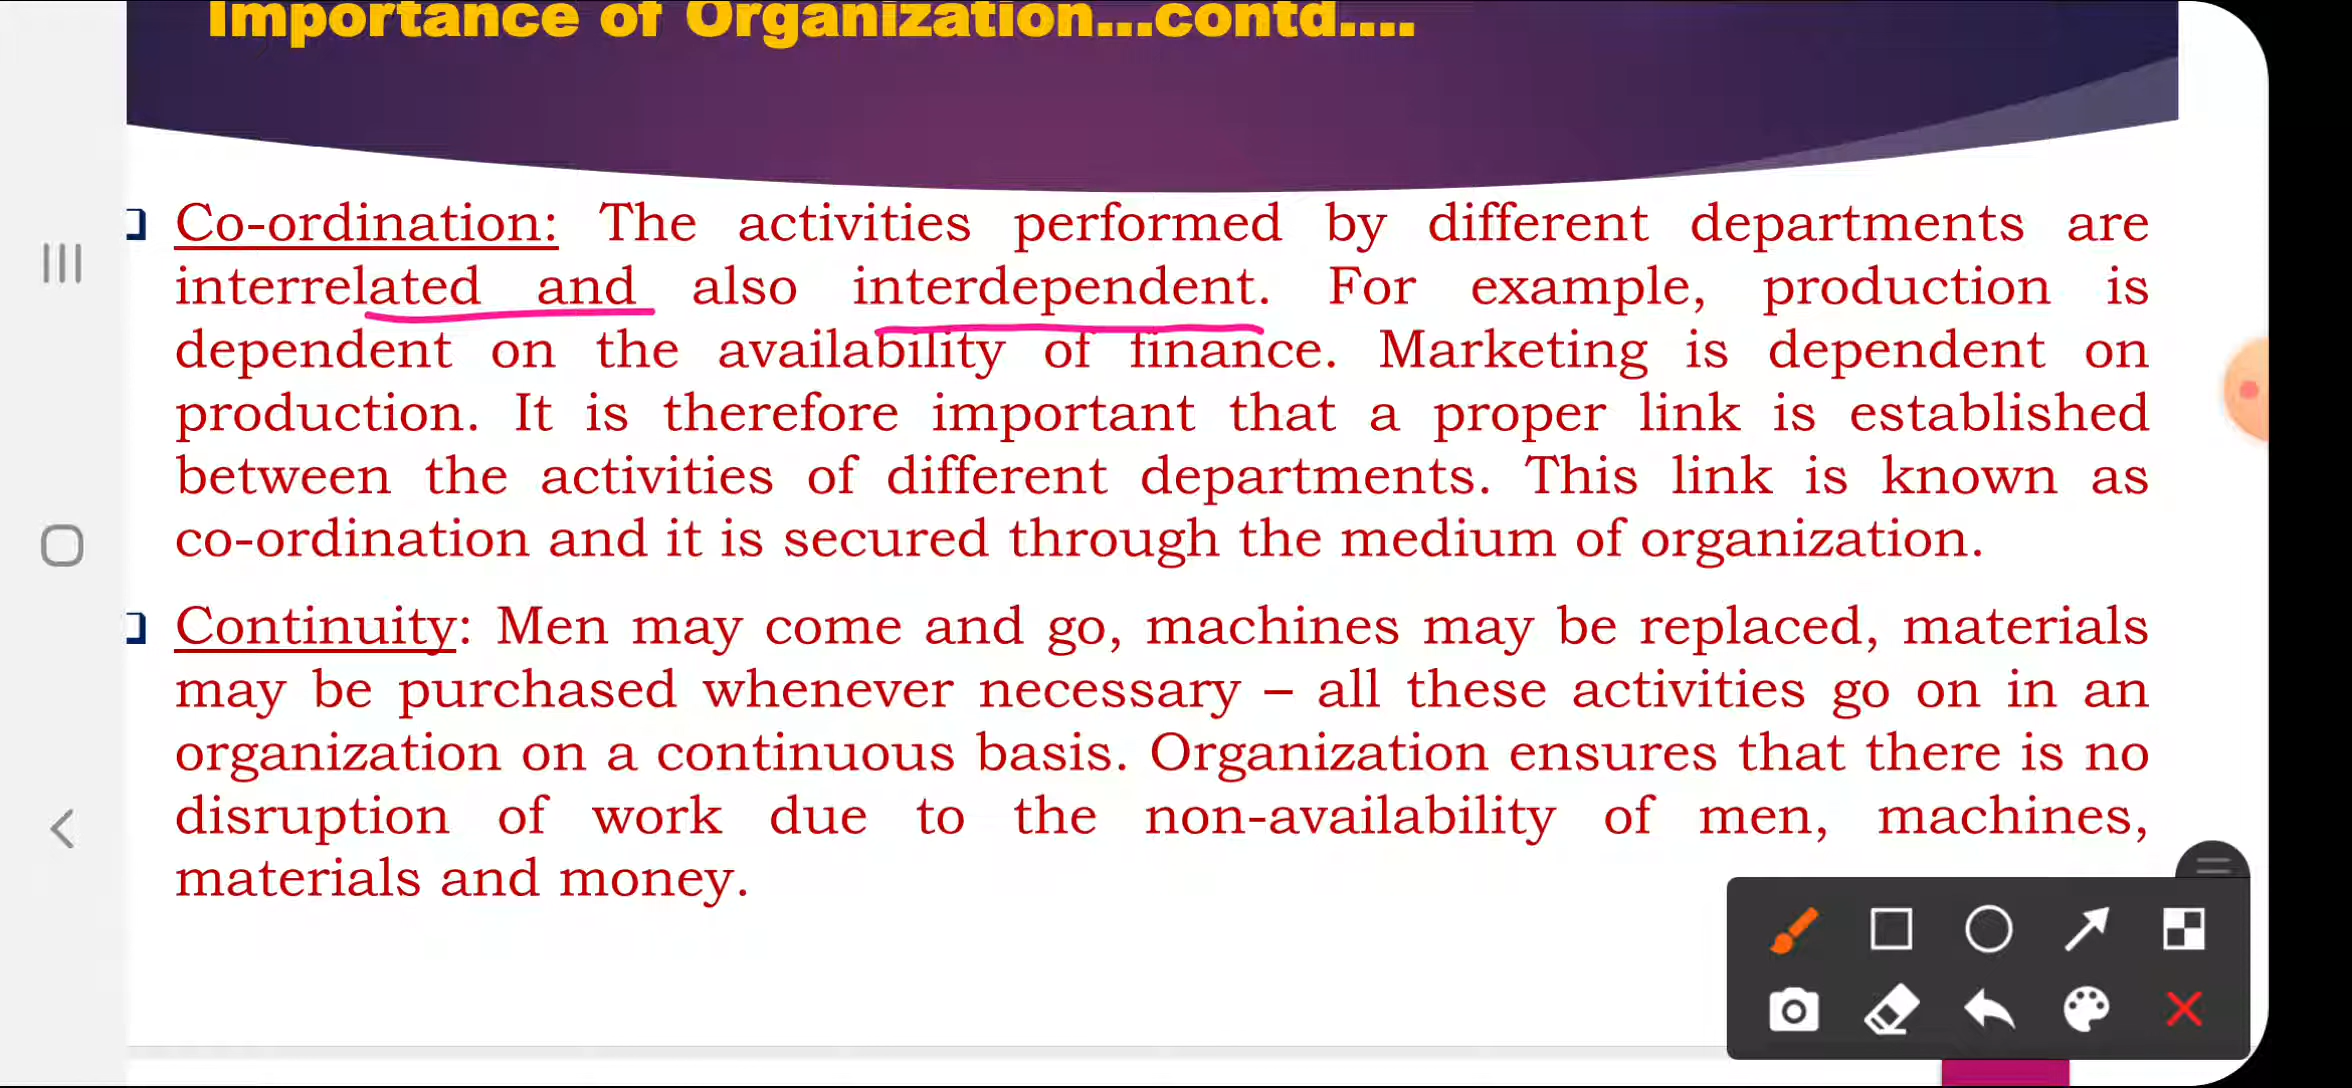 Importance of Organization...contd....
Co-ordination: The activities performed by different departments are
interrelated and also interdependent. For example, production is
dependent on the availability of finance. Marketing is dependent on
production. It is therefore important that a proper link is established
between the activities of different departments. This link is known as
co-ordination and it is secured through the medium of organization.
Continuity: Men may come and go, machines may be replaced, materials
may be purchased whenever necessary – all these activities go on in an
organization on a continuous basis. Organization ensures that there is no
disruption of work due to the non-availability of men, machines,
materials and money.